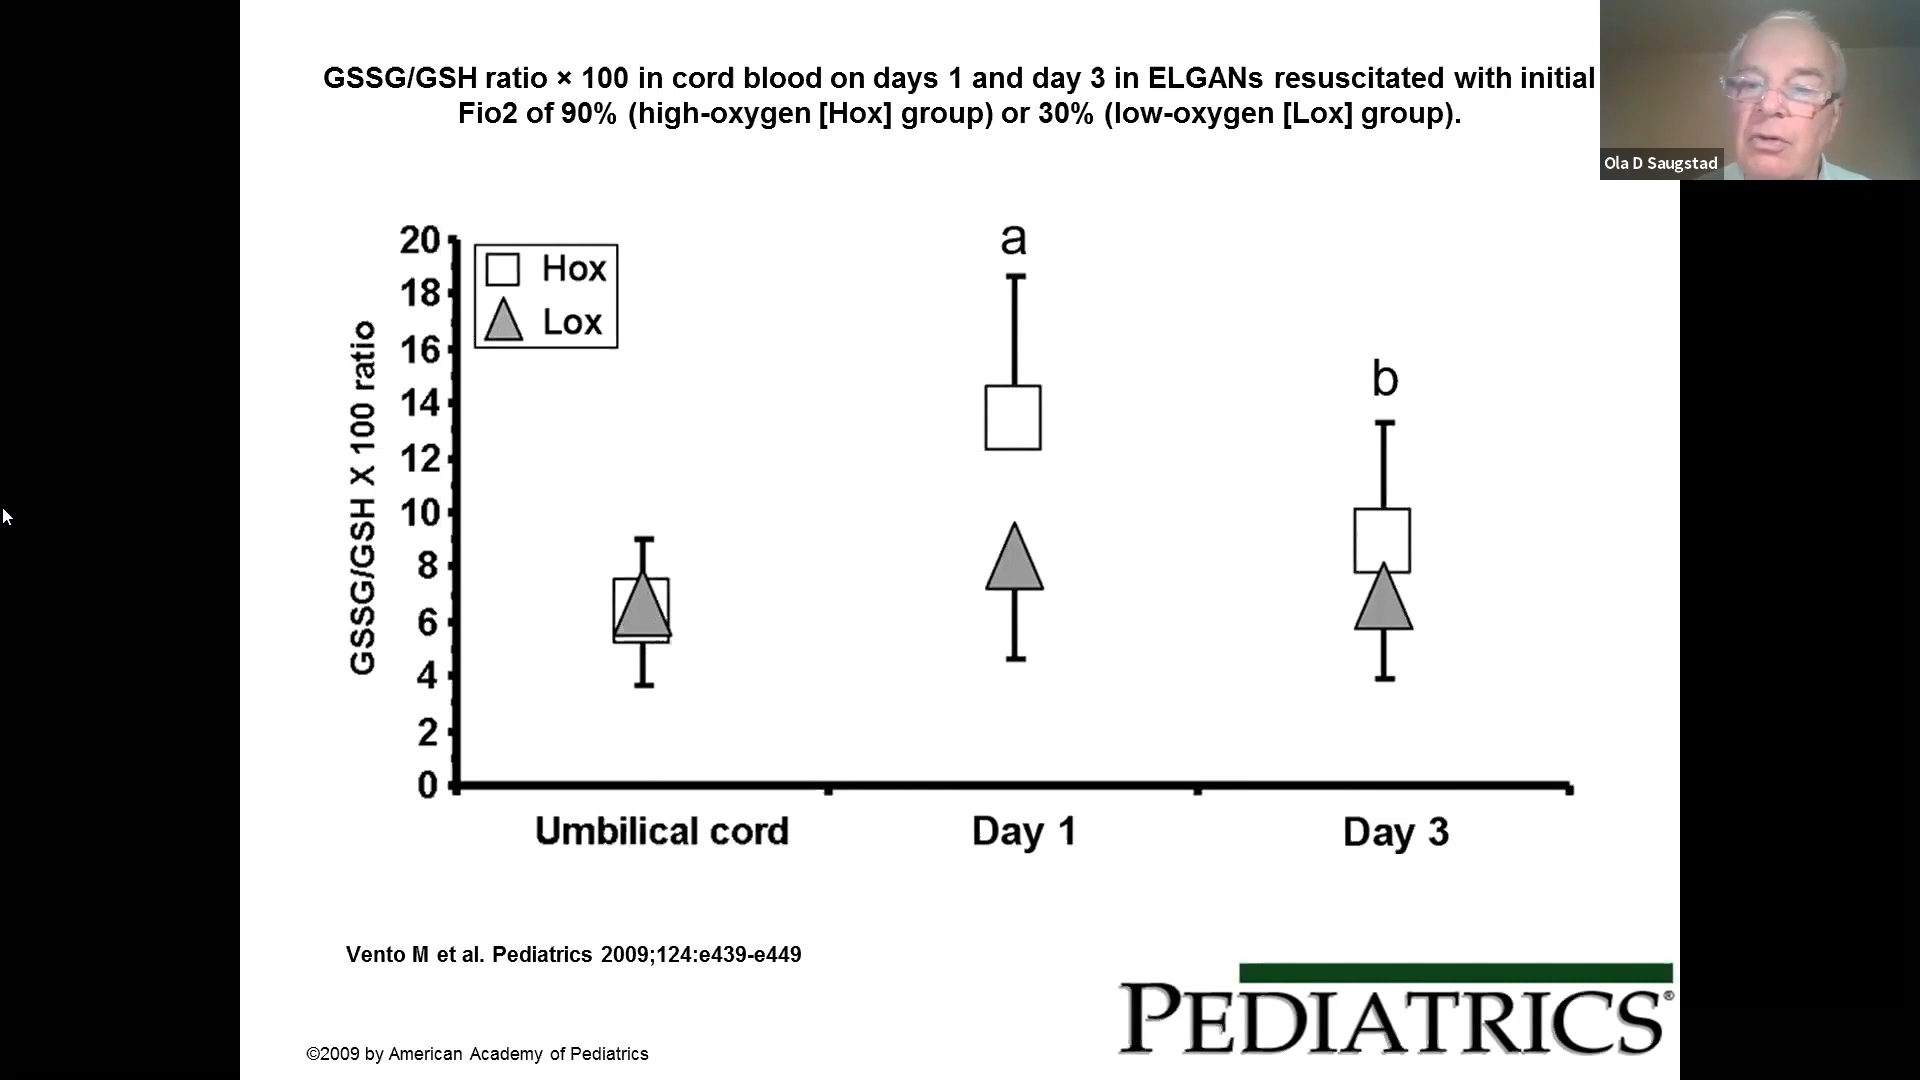 GSSG/GSH ratio × 100 in cord blood on days 1 and day 3 in ELGANs resuscitated with initial
Fio2 of 90% (high-oxygen [Hox] group) or 30% (low-oxygen [Lox] group).
Ola D Saugstad
GSSG/GSH X 100 ratio
20
18
16
14
12
10
8
6
4
2
0
Hox
Lox
a
b
Umbilical cord
Day 1
Day 3
Vento M et al. Pediatrics 2009;124:e439-e449
PEDIATRICS®
©2009 by American Academy of Pediatrics